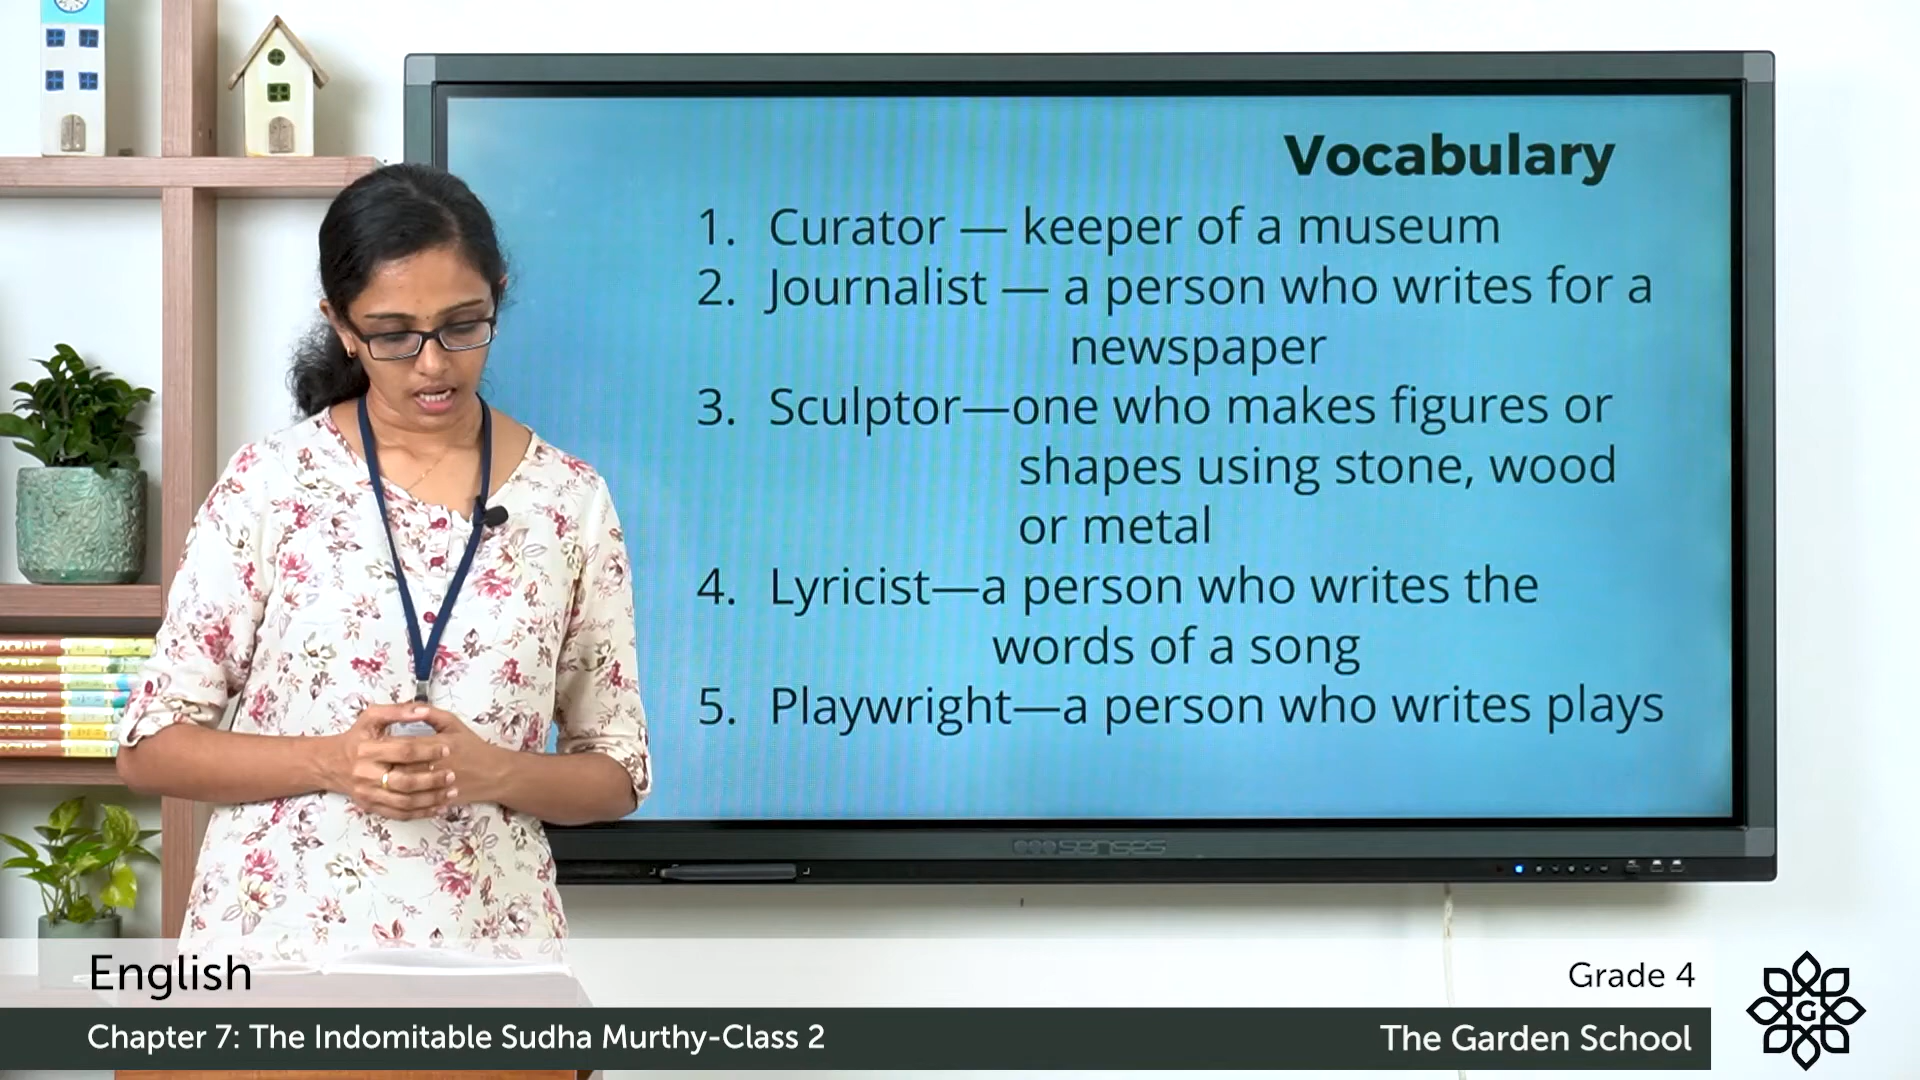 Vocabulary
1. Curator — keeper of a museum
2. Journalist — a person who writes for a
newspaper
3. Sculptor—one who makes figures or
shapes using stone, wood
or metal
4. Lyricist—a person who writes the
words of a song
5. Playwright—a person who writes plays
senses
English
Grade 4
Chapter 7: The Indomitable Sudha Murthy-Class 2
The Garden School
G